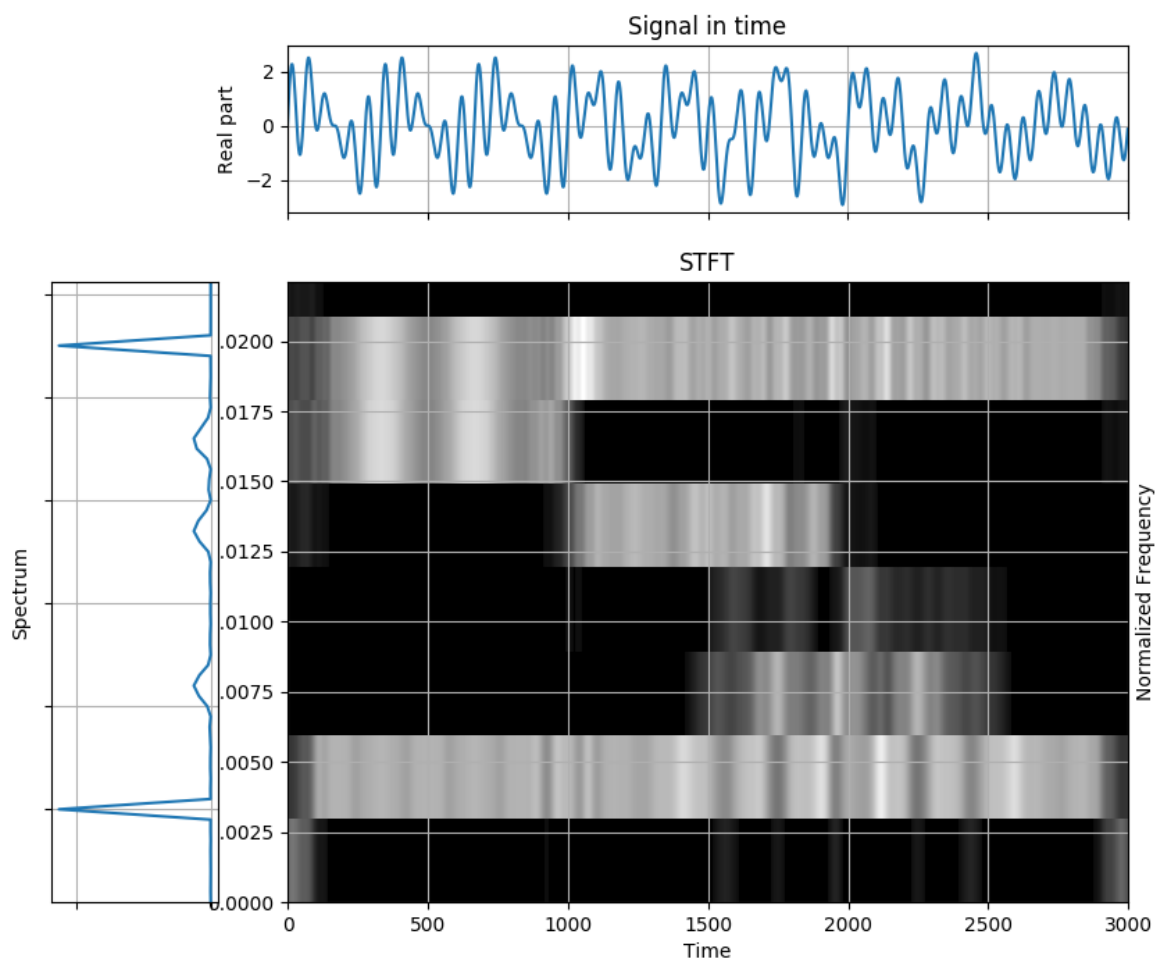 Signal in time
Real part
2
0
−2
STFT
Spectrum
.0200
.0175
.0150
.0125
.0100
.0075
.0050
.0025
.0000
Normalized Frequency
0 500 1000 1500 2000 2500 3000
Time